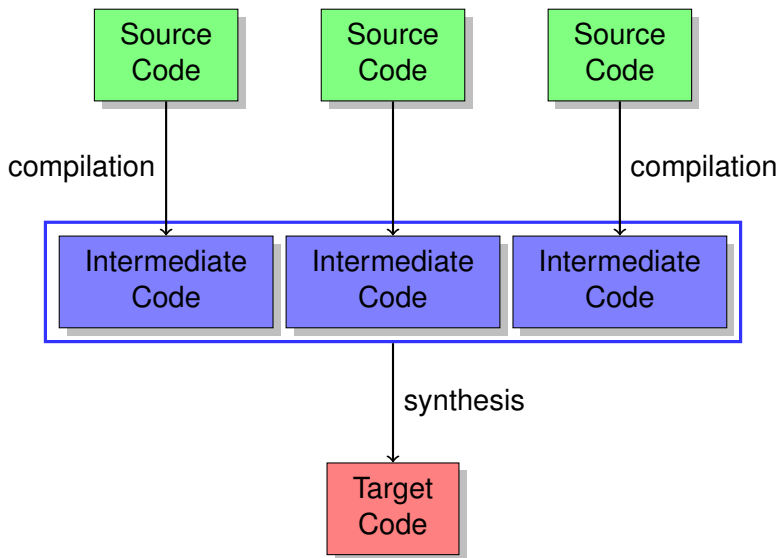 Source
Code
Source
Code
Source
Code
compilation
compilation
Intermediate
Code
Intermediate
Code
Intermediate
Code
synthesis
Target
Code